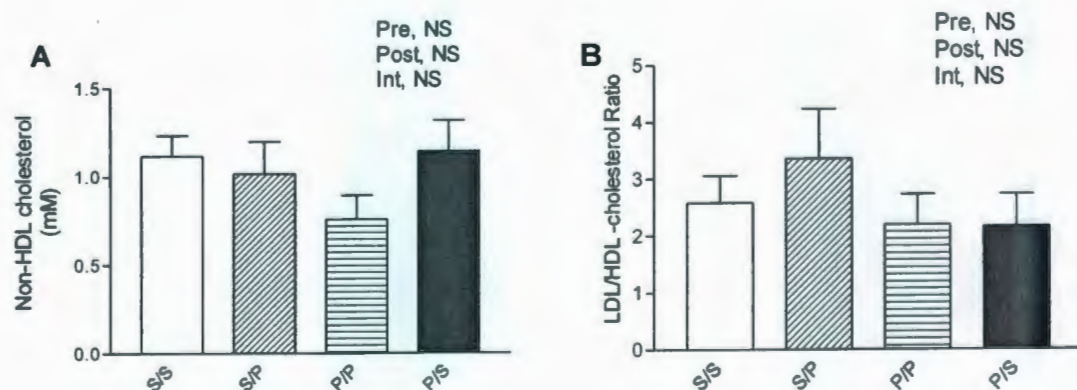 A
Pre, NS
Post, NS
Int, NS
Non-HDL cholesterol
(mM)
1.5
1.0
0.5
0.0
S/S
S/P
P/P
P/S
B
Pre, NS
Post, NS
Int, NS
LDL/HDL -cholesterol Ratio
5
4
3
2
1
0
S/S
S/P
P/P
P/S